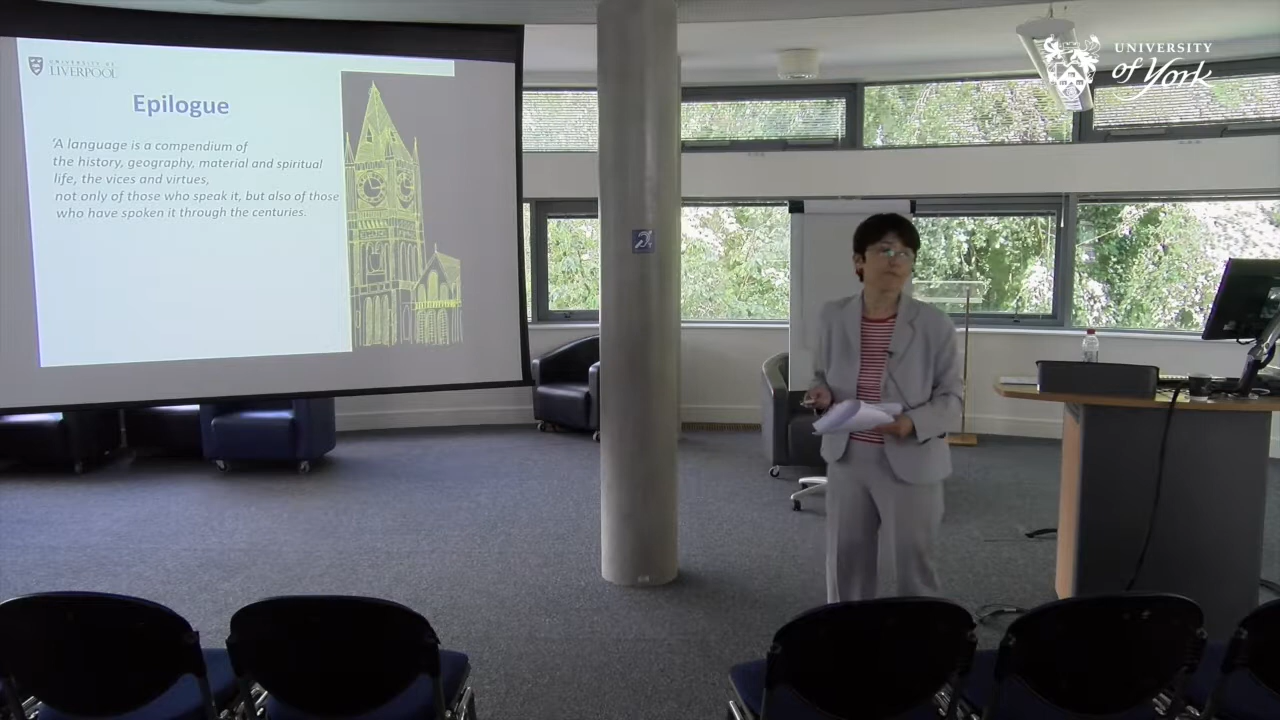 UNIVERSITY OF
LIVERPOOL
Epilogue
'A language is a compendium of
the history, geography, material and spiritual
life, the vices and virtues,
not only of those who speak it, but also of those
who have spoken it through the centuries.
UNIVERSITY
of York